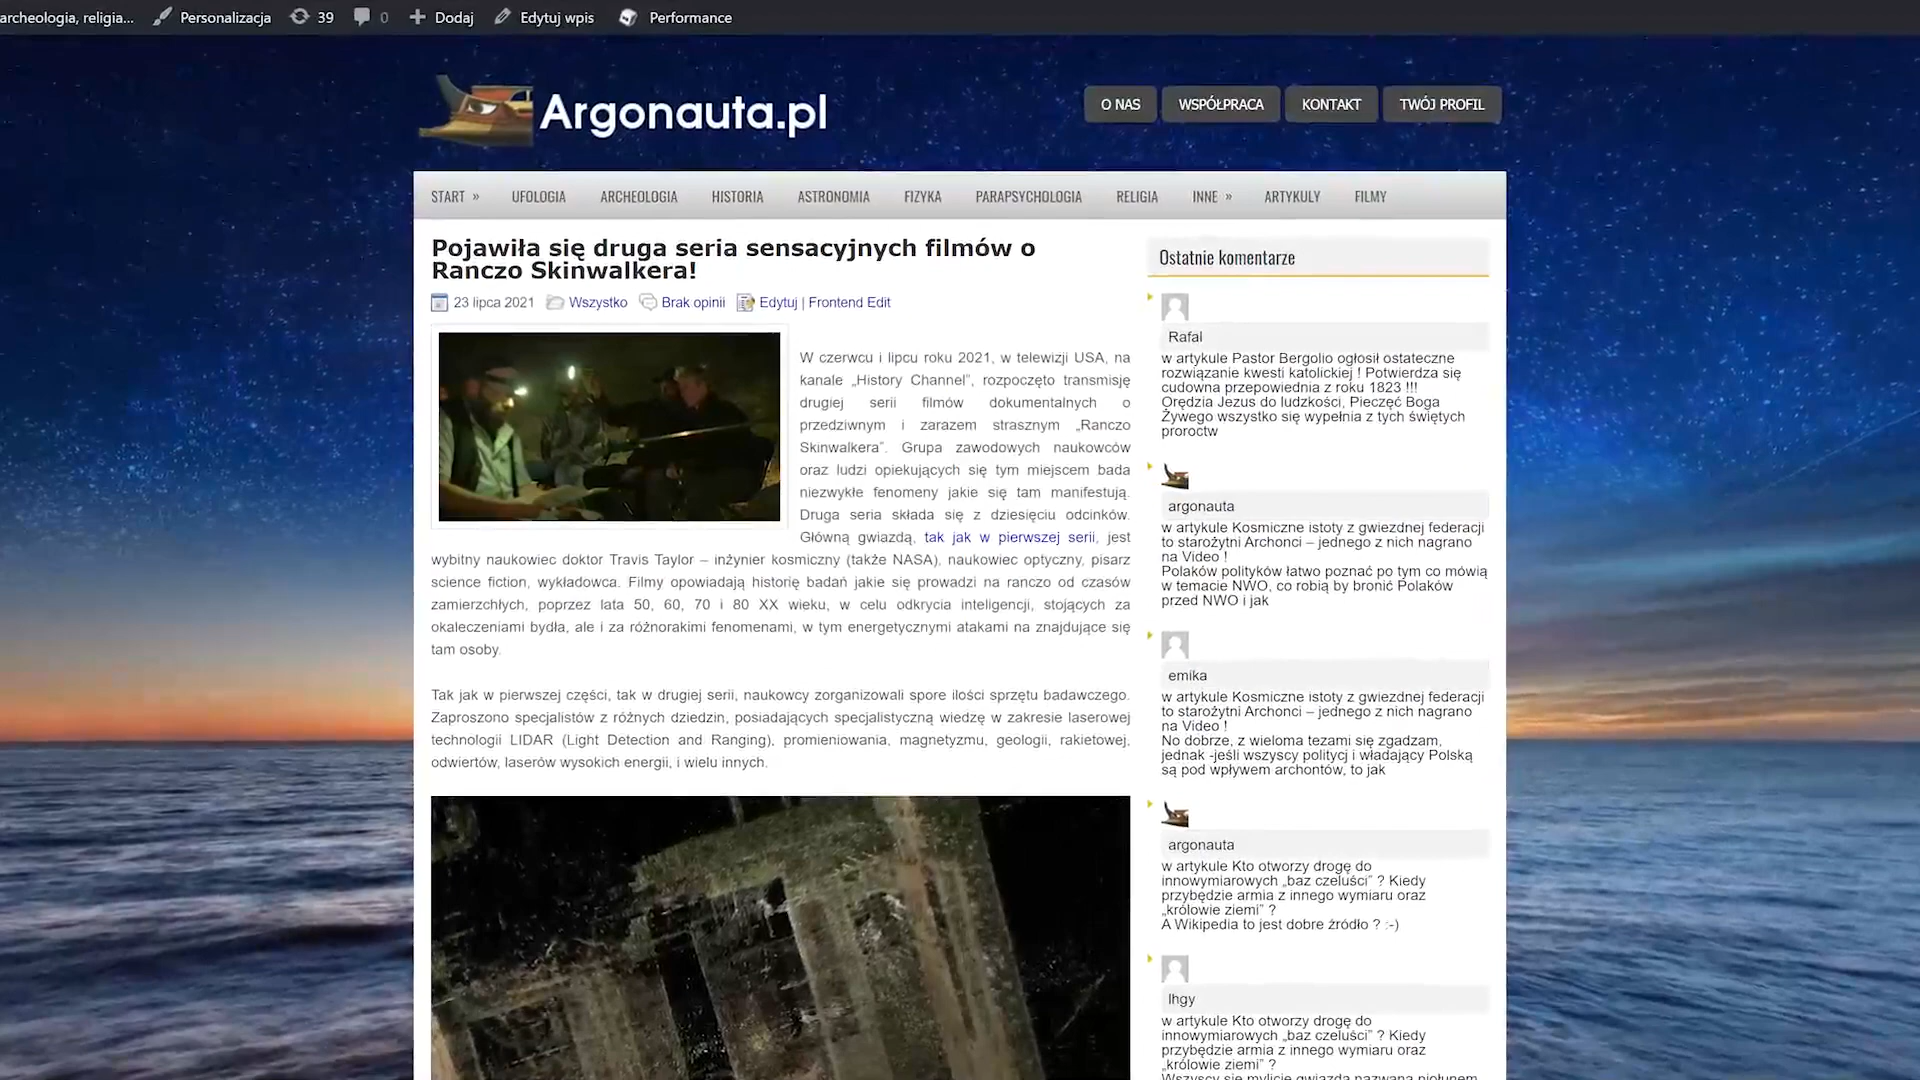 archeologia, religia... Personalizacja 39 0 Dodaj Edytuj wpis Performance
Argonauta.pl
O NAS WSPÓŁPRACA KONTAKT TWÓJ PROFIL
START » UFOLOGIA ARCHEOLOGIA HISTORIA ASTRONOMIA FIZYKA PARAPSYCHOLOGIA RELIGIA INNE » ARTYKULY FILMY
Pojawiła się druga seria sensacyjnych filmów o
Ranczo Skinwalkera!
23 lipca 2021 Wszystko Brak opinii Edytuj | Frontend Edit
W czerwcu i lipcu roku 2021, w telewizji USA, na
kanale „History Channel”, rozpoczęto transmisję
drugiej serii filmów dokumentalnych o
przedziwnym i zarazem strasznym „Ranczo
Skinwalkera”. Grupa zawodowych naukowców
oraz ludzi opiekujących się tym miejscem bada
niezwykłe fenomeny jakie się tam manifestują.
Druga seria składa się z dziesięciu odcinków.
Główną gwiazdą, tak jak w pierwszej serii, jest
wybitny naukowiec doktor Travis Taylor – inżynier kosmiczny (także NASA), naukowiec optyczny, pisarz
science fiction, wykładowca. Filmy opowiadają historię badań jakie się prowadzi na ranczo od czasów
zamierzchłych, poprzez lata 50, 60, 70 i 80 XX wieku, w celu odkrycia inteligencji, stojących za
okaleczeniami bydła, ale i za różnorakimi fenomenami, w tym energetycznymi atakami na znajdujące się
tam osoby.
Tak jak w pierwszej części, tak w drugiej serii, naukowcy zorganizowali spore ilości sprzętu badawczego.
Zaproszono specjalistów z różnych dziedzin, posiadających specjalistyczną wiedzę w zakresie laserowej
technologii LIDAR (Light Detection and Ranging), promieniowania, magnetyzmu, geologii, rakietowej,
odwiertów, laserów wysokich energii, i wielu innych.
Ostatnie komentarze
Rafal
w artykule Pastor Bergolio ogłosił ostateczne
rozwiązanie kwesti katolickiej ! Potwierdza się
cudowna przepowiednia z roku 1823 !!!
Orędzia Jezus do ludzkości, Pieczęć Boga
Żywego wszystko się wypełnia z tych świętych
proroctw
argonauta
w artykule Kosmiczne istoty z gwiezdnej federacji
to starożytni Archonci – jednego z nich nagrano
na Video !
Polaków polityków łatwo poznać po tym co mówią
w temacie NWO, co robią by bronić Polaków
przed NWO i jak
emika
w artykule Kosmiczne istoty z gwiezdnej federacji
to starożytni Archonci – jednego z nich nagrano
na Video !
No dobrze, z wieloma tezami się zgadzam,
jednak -jeśli wszyscy politycj i władający Polską
są pod wpływem archontów, to jak
argonauta
w artykule Kto otworzy drogę do
innowymiarowych „baz czeluści” ? Kiedy
przybędzie armia z innego wymiaru oraz
„królowie ziemi” ?
A Wikipedia to jest dobre źródło ? :-)
lhgy
w artykule Kto otworzy drogę do
innowymiarowych „baz czeluści” ? Kiedy
przybędzie armia z innego wymiaru oraz
„królowie ziemi” ?
Wszyscy się mylicie gwiazda nazwana piołunem